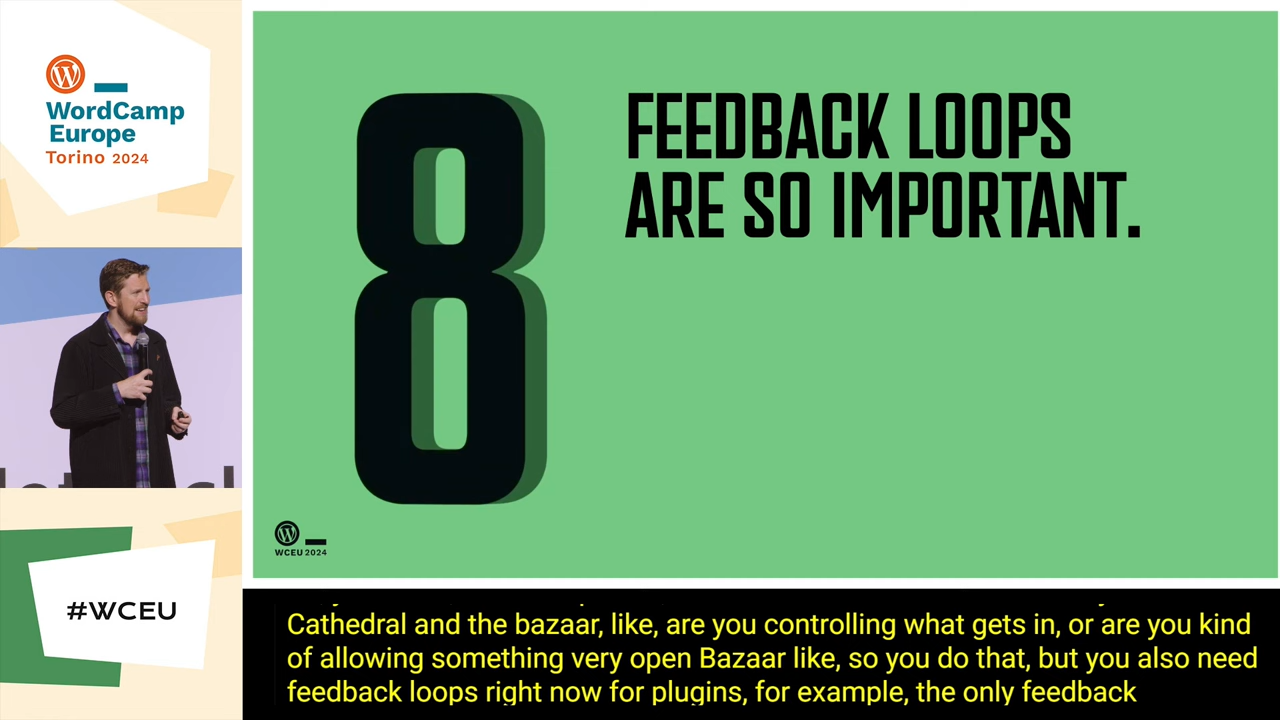 WordCamp
Europe
Torino 2024
8
FEEDBACK LOOPS
ARE SO IMPORTANT.
WCEU 2024
#WCEU
Cathedral and the bazaar, like, are you controlling what gets in, or are you kind
of allowing something very open Bazaar like, so you do that, but you also need
feedback loops right now for plugins, for example, the only feedback